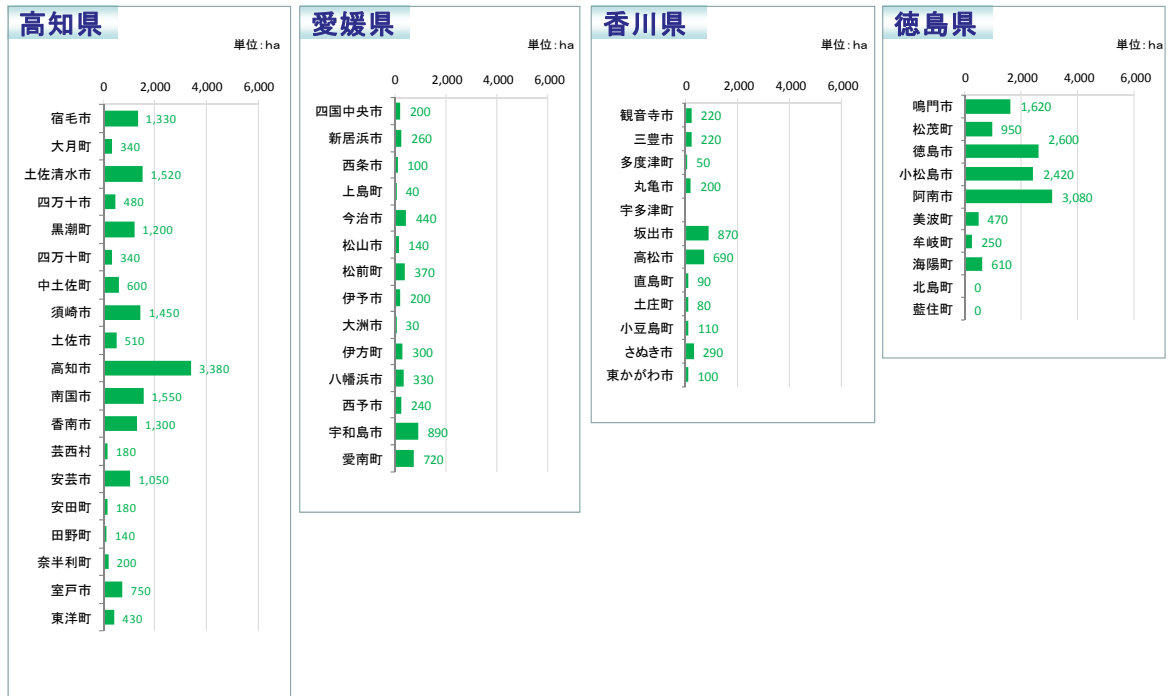 高知県
単位:ha
0 2,000 4,000 6,000
宿毛市 1,330
大月町 340
土佐清水市 1,520
四万十市 480
黒潮町 1,200
四万十町 340
中土佐町 600
須崎市 1,450
土佐市 510
高知市 3,380
南国市 1,550
香南市 1,300
芸西村 180
安芸市 1,050
安田町 180
田野町 140
奈半利町 200
室戸市 750
東洋町 430
愛媛県
単位:ha
0 2,000 4,000 6,000
四国中央市 200
新居浜市 260
西条市 100
上島町 40
今治市 440
松山市 140
松前町 370
伊予市 200
大洲市 30
伊方町 300
八幡浜市 330
西予市 240
宇和島市 890
愛南町 720
香川県
単位:ha
0 2,000 4,000 6,000
観音寺市 220
三豊市 220
多度津町 50
丸亀市 200
宇多津町
坂出市 870
高松市 690
直島町 90
土庄町 80
小豆島町 110
さぬき市 290
東かがわ市 100
徳島県
単位:ha
0 2,000 4,000 6,000
鳴門市 1,620
松茂町 950
徳島市 2,600
小松島市 2,420
阿南市 3,080
美波町 470
牟岐町 250
海陽町 610
北島町 0
藍住町 0